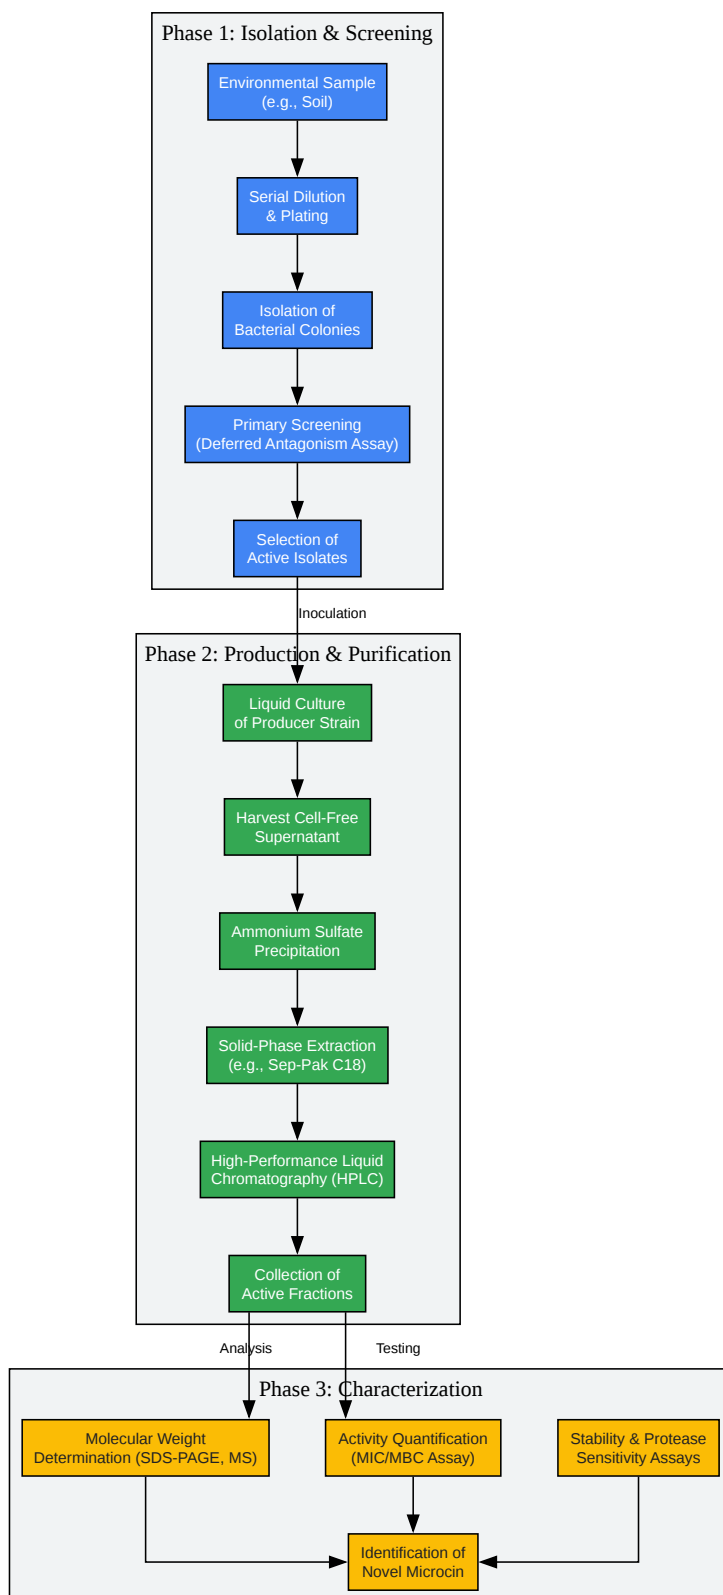 Phase 1: Isolation & Screening
Environmental Sample
(e.g., Soil)
Serial Dilution
& Plating
Isolation of
Bacterial Colonies
Primary Screening
(Deferred Antagonism Assay)
Selection of
Active Isolates
Inoculation
Phase 2: Production & Purification
Liquid Culture
of Producer Strain
Harvest Cell-Free
Supernatant
Ammonium Sulfate
Precipitation
Solid-Phase Extraction
(e.g., Sep-Pak C18)
High-Performance Liquid
Chromatography (HPLC)
Collection of
Active Fractions
Analysis
Testing
Phase 3: Characterization
Molecular Weight
Determination (SDS-PAGE, MS)
Activity Quantification
(MIC/MBC Assay)
Stability & Protease
Sensitivity Assays
Identification of
Novel Microcin